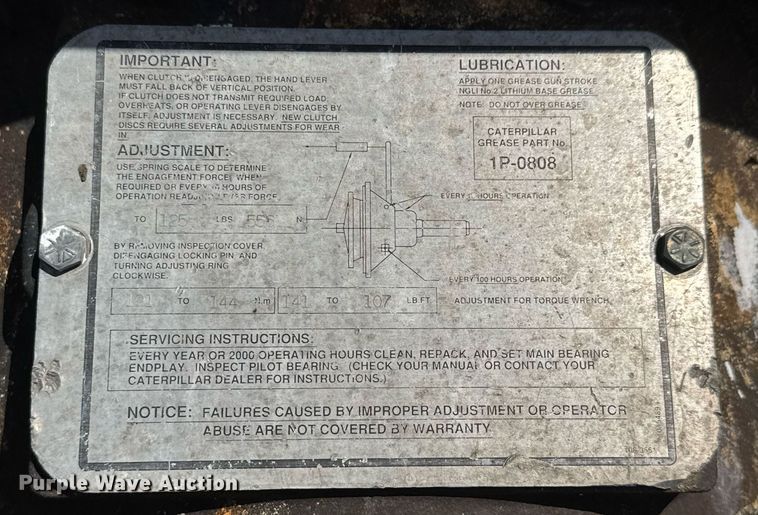 IMPORTANT:
WHEN CLUTCH IS DISENGAGED, THE HAND LEVER
MUST FALL BACK OF VERTICAL POSITION.
IF CLUTCH DOES NOT TRANSMIT REQUIRED LOAD,
OVERHEATS, OR OPERATING LEVER DISENGAGES BY
ITSELF, ADJUSTMENT IS NECESSARY. NEW CLUTCH
DISCS REQUIRE SEVERAL ADJUSTMENTS FOR WEAR
IN.
ADJUSTMENT:
USE SPRING SCALE TO DETERMINE
THE ENGAGEMENT FORCE, WHEN
REQUIRED OR EVERY HOURS OF
OPERATION READJUST LEVER FORCE
TO 125 LBS. 556 N
BY REMOVING INSPECTION COVER,
DISENGAGING LOCKING PIN, AND
TURNING ADJUSTING RING
CLOCKWISE.
TO 144 N.m 141 TO 107 LB.FT. ADJUSTMENT FOR TORQUE WRENCH
LUBRICATION:
APPLY ONE GREASE GUN STROKE
NGLI No.2 LITHIUM BASE GREASE
NOTE: DO NOT OVER GREASE
CATERPILLAR
GREASE PART No.
1P-0808
EVERY HOURS OPERATION
EVERY 100 HOURS OPERATION
SERVICING INSTRUCTIONS:
EVERY YEAR OR 2000 OPERATING HOURS CLEAN, REPACK, AND SET MAIN BEARING
ENDPLAY. INSPECT PILOT BEARING. (CHECK YOUR MANUAL OR CONTACT YOUR
CATERPILLAR DEALER FOR INSTRUCTIONS.)
NOTICE: FAILURES CAUSED BY IMPROPER ADJUSTMENT OR OPERATOR
ABUSE ARE NOT COVERED BY WARRANTY.
Purple Wave Auction